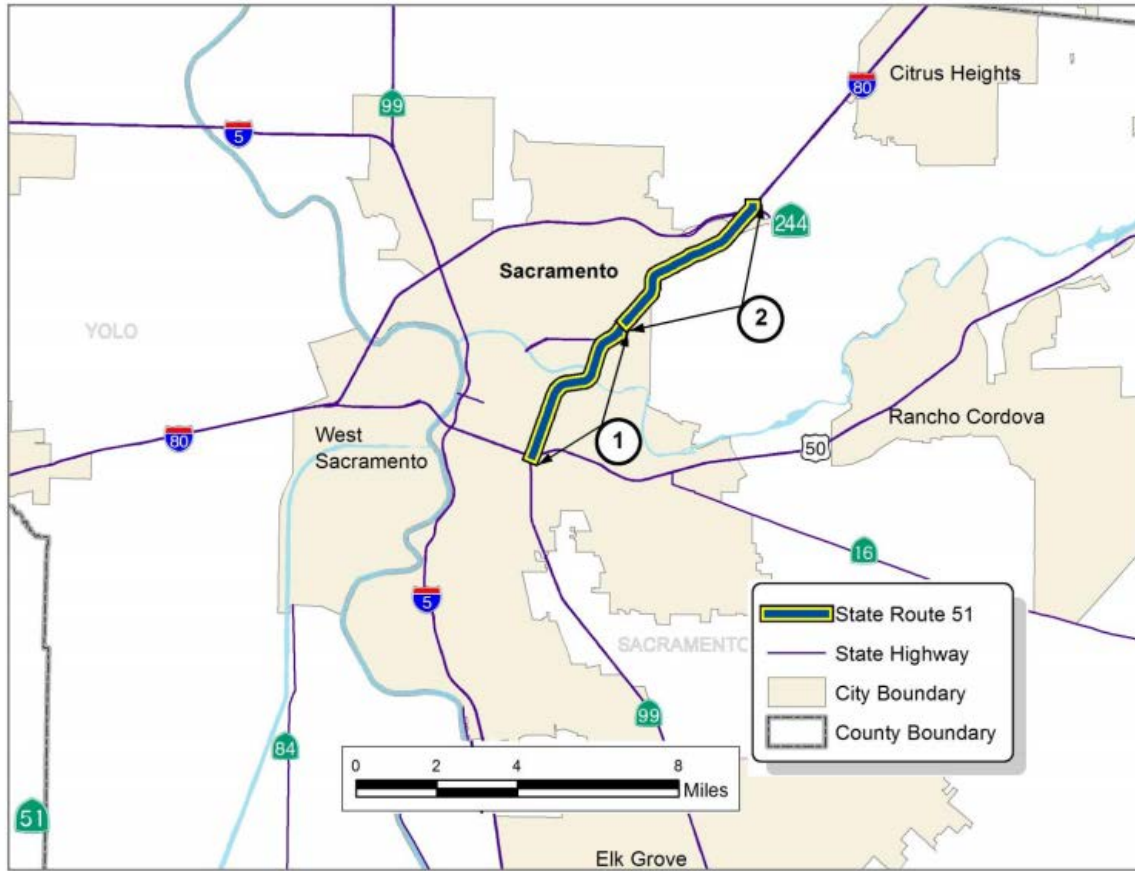 Citrus Heights
80
99
5
244
Sacramento
YOLO
2
Rancho Cordova
1
80
West
Sacramento
50
16
5
State Route 51
SACRAMENTO
State Highway
City Boundary
99
County Boundary
84
0 2 4 8
Miles
51
Elk Grove